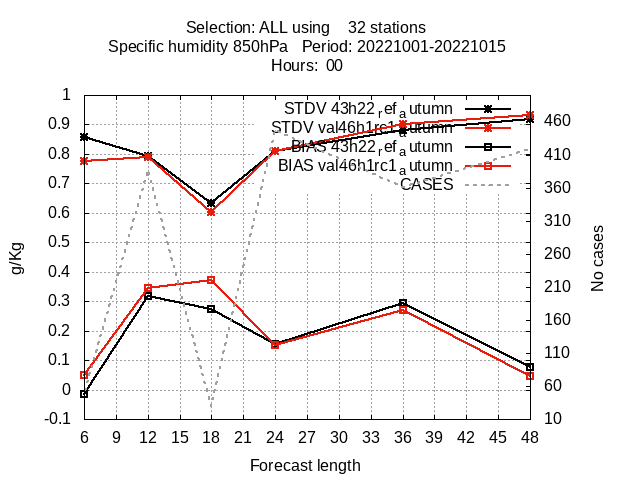 Selection: ALL using    32 stations
Specific humidity 850hPa   Period: 20221001-20221015
Hours:  00
STDV 43h22_ref_autumn
STDV val46h1rc1_autumn
BIAS 43h22_ref_autumn
BIAS val46h1rc1_autumn
CASES
g/Kg
1
0.9
0.8
0.7
0.6
0.5
0.4
0.3
0.2
0.1
0
-0.1
460
410
360
310
260
210
160
110
60
10
No cases
6 9 12 15 18 21 24 27 30 33 36 39 42 45 48
Forecast length